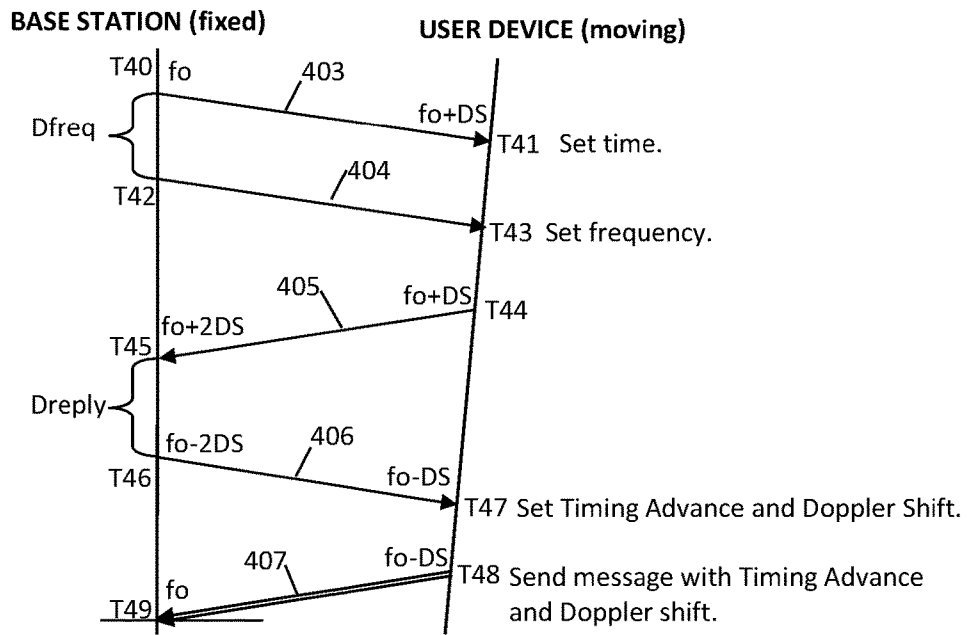 BASE STATION (fixed)
USER DEVICE (moving)
T40
fo
403
fo+DS
Dfreq
T41 Set time.
404
T42
T43 Set frequency.
405
fo+DS
T44
fo+2DS
T45
Dreply
fo-2DS
406
T46
fo-DS
T47 Set Timing Advance and Doppler Shift.
407
fo-DS
T48 Send message with Timing Advance
and Doppler shift.
fo
T49